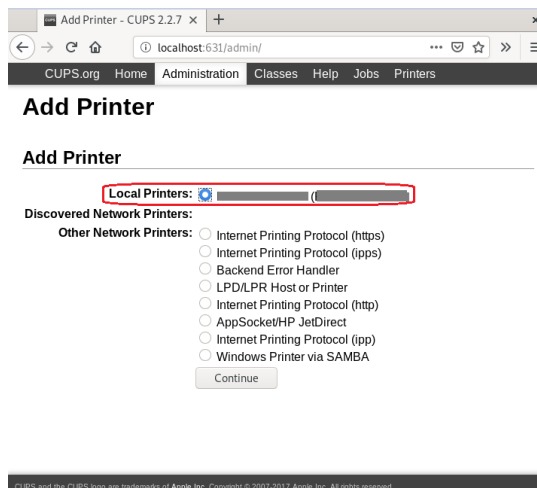 CUPS Add Printer - CUPS 2.2.7 × +
localhost:631/admin/
CUPS.org Home Administration Classes Help Jobs Printers
Add Printer
Add Printer
Local Printers:
Discovered Network Printers:
Other Network Printers:
Internet Printing Protocol (https)
Internet Printing Protocol (ipps)
Backend Error Handler
LPD/LPR Host or Printer
Internet Printing Protocol (http)
AppSocket/HP JetDirect
Internet Printing Protocol (ipp)
Windows Printer via SAMBA
Continue
CUPS and the CUPS logo are trademarks of Apple Inc. Copyright © 2007-2017 Apple Inc. All rights reserved.